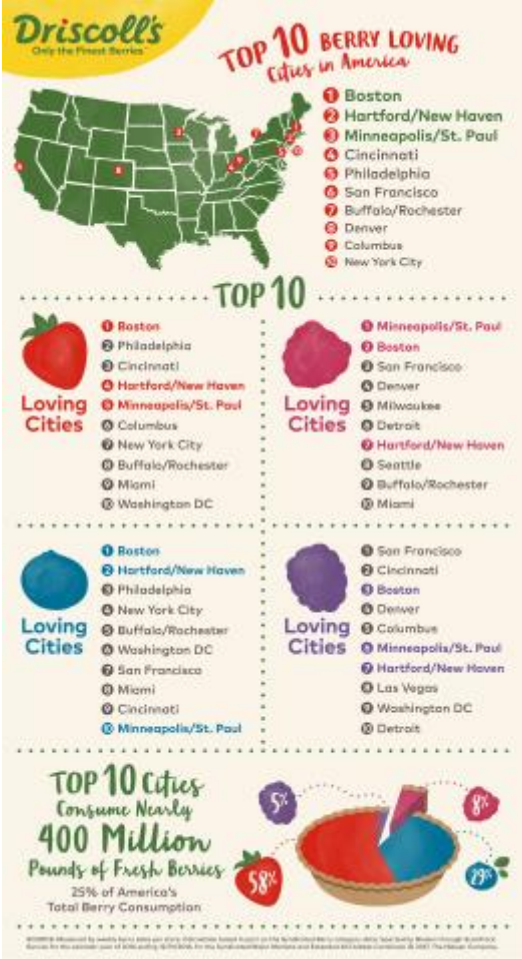 Driscoll's
Only the Finest Berries
TOP 10 BERRY LOVING
Cities in America
1 Boston
2 Hartford/New Haven
3 Minneapolis/St. Paul
4 Cincinnati
5 Philadelphia
6 San Francisco
7 Buffalo/Rochester
8 Denver
9 Columbus
10 New York City
TOP 10
Loving
Cities
1 Boston
2 Philadelphia
3 Cincinnati
4 Hartford/New Haven
5 Minneapolis/St. Paul
6 Columbus
7 New York City
8 Buffalo/Rochester
9 Miami
10 Washington DC
Loving
Cities
1 Minneapolis/St. Paul
2 Boston
3 San Francisco
4 Denver
5 Milwaukee
6 Detroit
7 Hartford/New Haven
8 Seattle
9 Buffalo/Rochester
10 Miami
Loving
Cities
1 Boston
2 Hartford/New Haven
3 Philadelphia
4 New York City
5 Buffalo/Rochester
6 Washington DC
7 San Francisco
8 Miami
9 Cincinnati
10 Minneapolis/St. Paul
Loving
Cities
1 San Francisco
2 Cincinnati
3 Boston
4 Denver
5 Columbus
6 Minneapolis/St. Paul
7 Hartford/New Haven
8 Las Vegas
9 Washington DC
10 Detroit
TOP 10 Cities
Consume Nearly
400 Million
Pounds of Fresh Berries
25% of America's
Total Berry Consumption
5%
8%
58%
29%